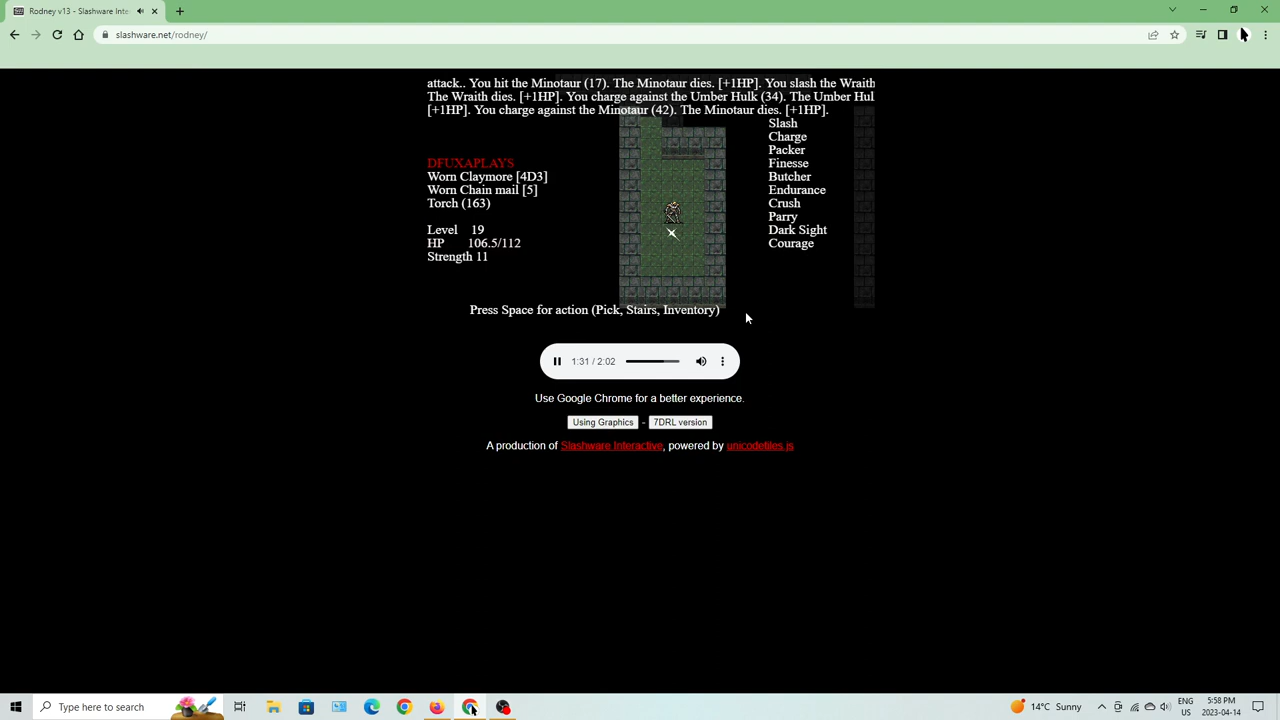 Rodney v13 - Slashware Inte
slashware.net/rodney/
attack.. You hit the Minotaur (17). The Minotaur dies. [+1HP]. You slash the Wraith
The Wraith dies. [+1HP]. You charge against the Umber Hulk (34). The Umber Hul
[+1HP]. You charge against the Minotaur (42). The Minotaur dies. [+1HP].
Slash
Charge
Packer
DFUXAPLAYS
Finesse
Worn Claymore [4D3]
Butcher
Worn Chain mail [5]
Endurance
Torch (163)
Crush
Parry
Level 19
Dark Sight
HP 106.5/112
Courage
Strength 11
Press Space for action (Pick, Stairs, Inventory)
1:31 / 2:02
Use Google Chrome for a better experience.
Using Graphics - 7DRL version
A production of Slashware Interactive, powered by unicodetiles.js
Type here to search
14°C Sunny
ENG
US
5:58 PM
2023-04-14